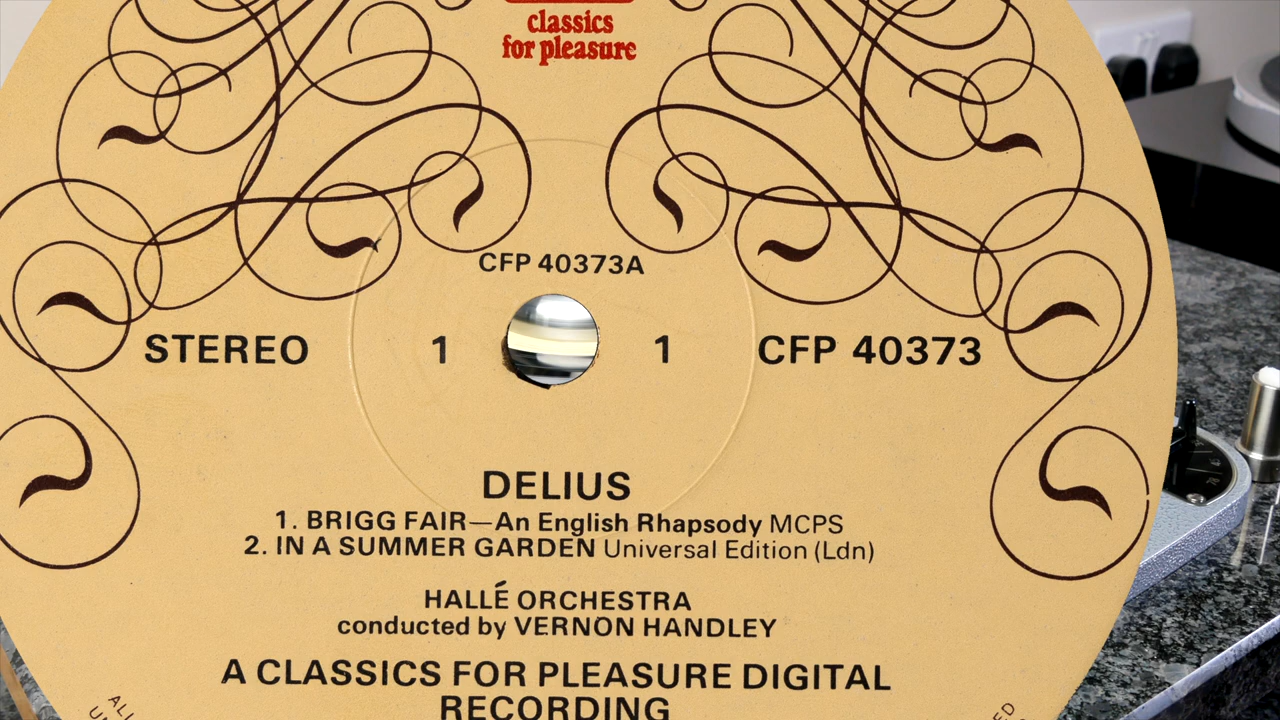 classics
for pleasure
CFP 40373A
STEREO 1 1 CFP 40373
DELIUS
1. BRIGG FAIR—An English Rhapsody MCPS
2. IN A SUMMER GARDEN Universal Edition (Ldn)
HALLÉ ORCHESTRA
conducted by VERNON HANDLEY
A CLASSICS FOR PLEASURE DIGITAL
RECORDING